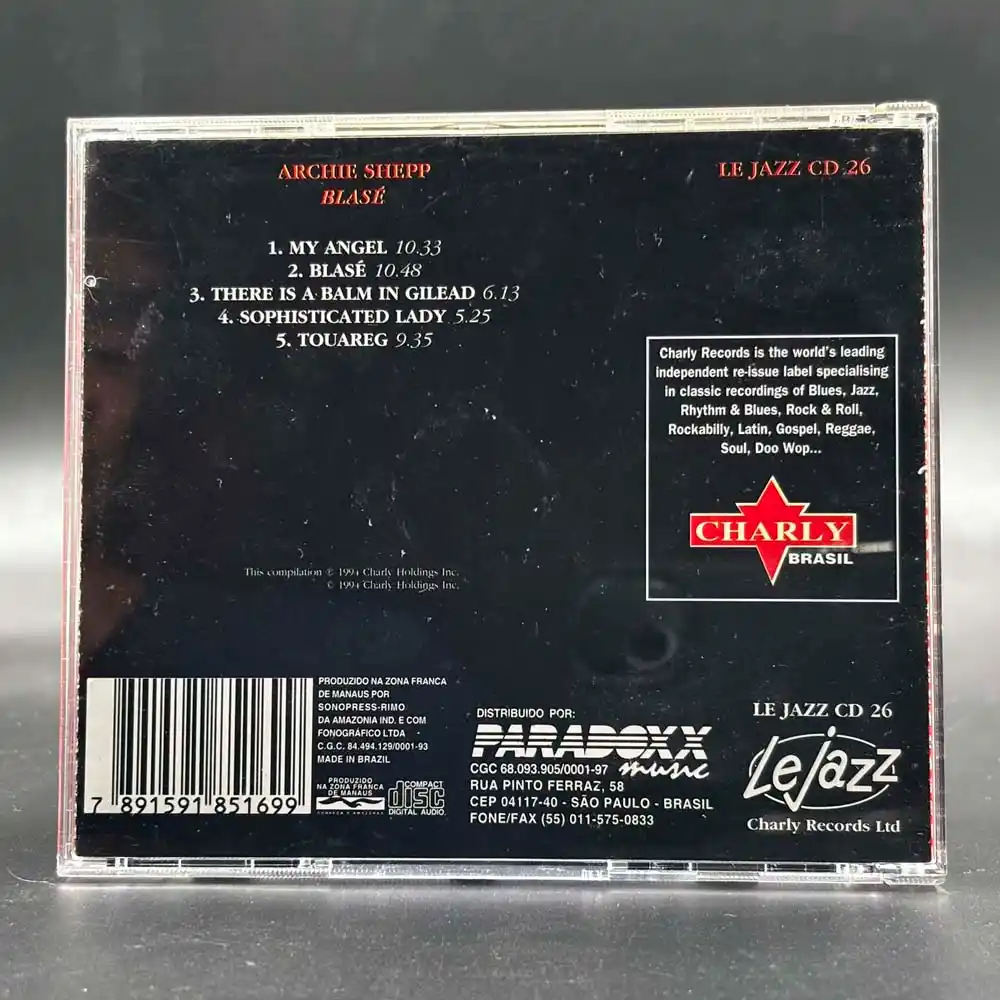 ARCHIE SHEPP
BLASÉ
LE JAZZ CD 26
1. MY ANGEL 10.33
2. BLASÉ 10.48
3. THERE IS A BALM IN GILEAD 6.13
4. SOPHISTICATED LADY 5.25
5. TOUAREG 9.35
Charly Records is the world's leading
independent re-issue label specialising
in classic recordings of Blues, Jazz,
Rhythm & Blues, Rock & Roll,
Rockabilly, Latin, Gospel, Reggae,
Soul, Doo Wop...
CHARLY
BRASIL
This compilation ℗ 1994 Charly Holdings Inc.
© 1994 Charly Holdings Inc.
7 891591 851699
PRODUZIDO NA ZONA FRANCA
DE MANAUS POR
SONOPRESS-RIMO
DA AMAZONIA IND. E COM
FONOGRÁFICO LTDA
C.G.C. 84.494.129/0001-93
MADE IN BRAZIL
PRODUZIDO
NA ZONA FRANCA
DE MANAUS
CONHEÇA O AMAZONAS
COMPACT
disc
DIGITAL AUDIO
DISTRIBUIDO POR:
PARADOXX
music
CGC 68.093.905/0001-97
RUA PINTO FERRAZ, 58
CEP 04117-40 - SÃO PAULO - BRASIL
FONE/FAX (55) 011-575-0833
LE JAZZ CD 26
Le Jazz
Charly Records Ltd